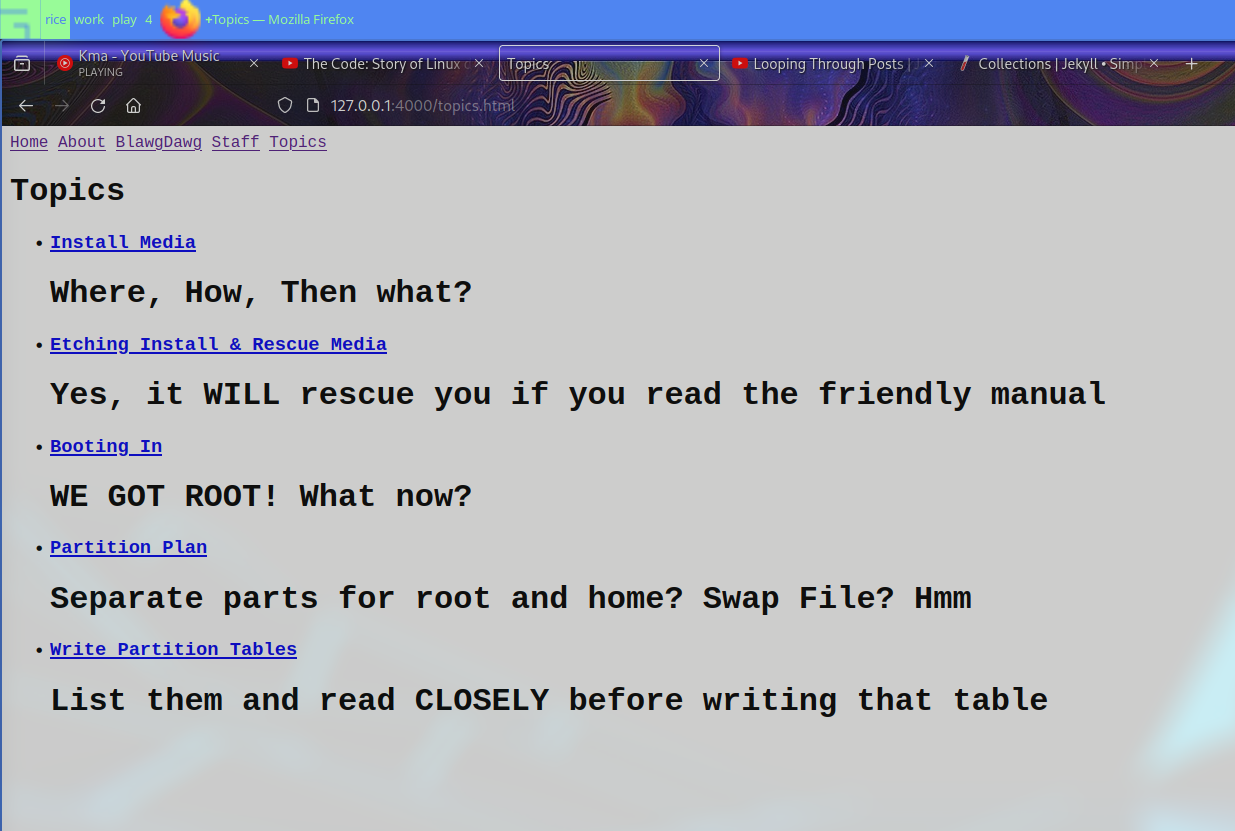 rice work play 4 +Topics — Mozilla Firefox
Kma - YouTube Music
PLAYING
The Code: Story of Linux
Topics
Looping Through Posts |
Collections | Jekyll • Simp
127.0.0.1:4000/topics.html
Home About BlawgDawg Staff Topics
Topics
• Install Media
Where, How, Then what?
• Etching Install & Rescue Media
Yes, it WILL rescue you if you read the friendly manual
• Booting In
WE GOT ROOT! What now?
• Partition Plan
Separate parts for root and home? Swap File? Hmm
• Write Partition Tables
List them and read CLOSELY before writing that table